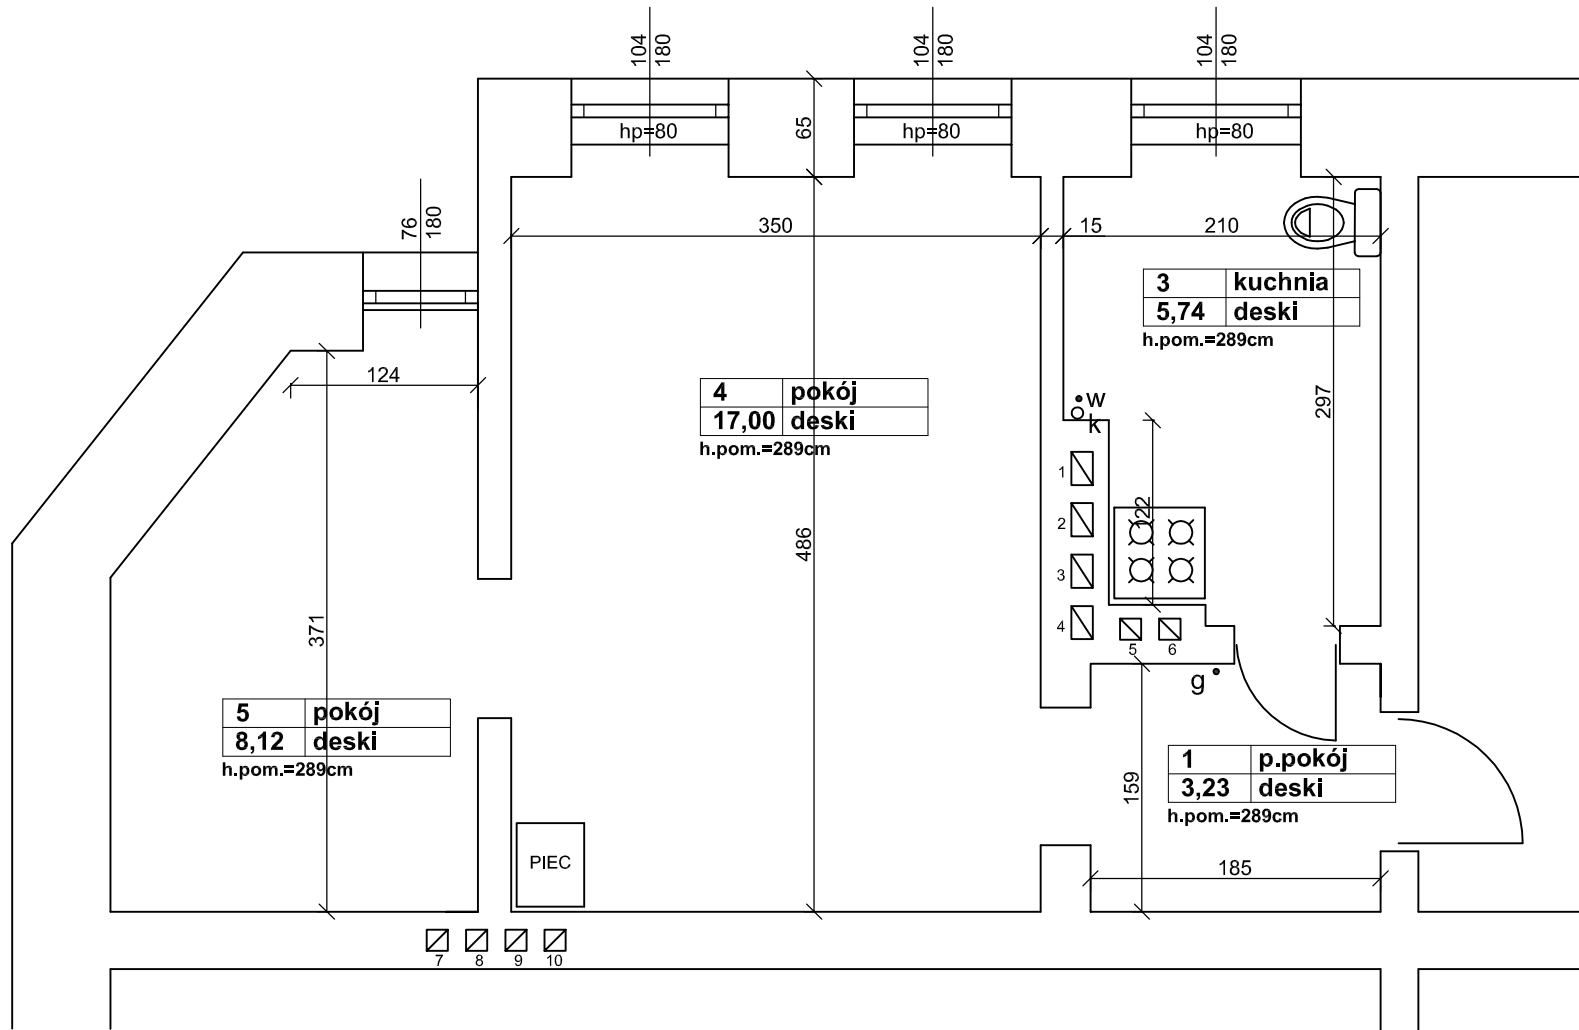 104
180
104
180
104
180
hp=80
hp=80
hp=80
65
76
180
350
15
210
3 kuchnia
5,74 deski
h.pom.=289cm
124
4 pokój
17,00 deski
h.pom.=289cm
297
w
k
1
2
3
4
122
486
371
5
6
g
5 pokój
8,12 deski
h.pom.=289cm
1 p.pokój
3,23 deski
h.pom.=289cm
159
185
PIEC
7
8
9
10